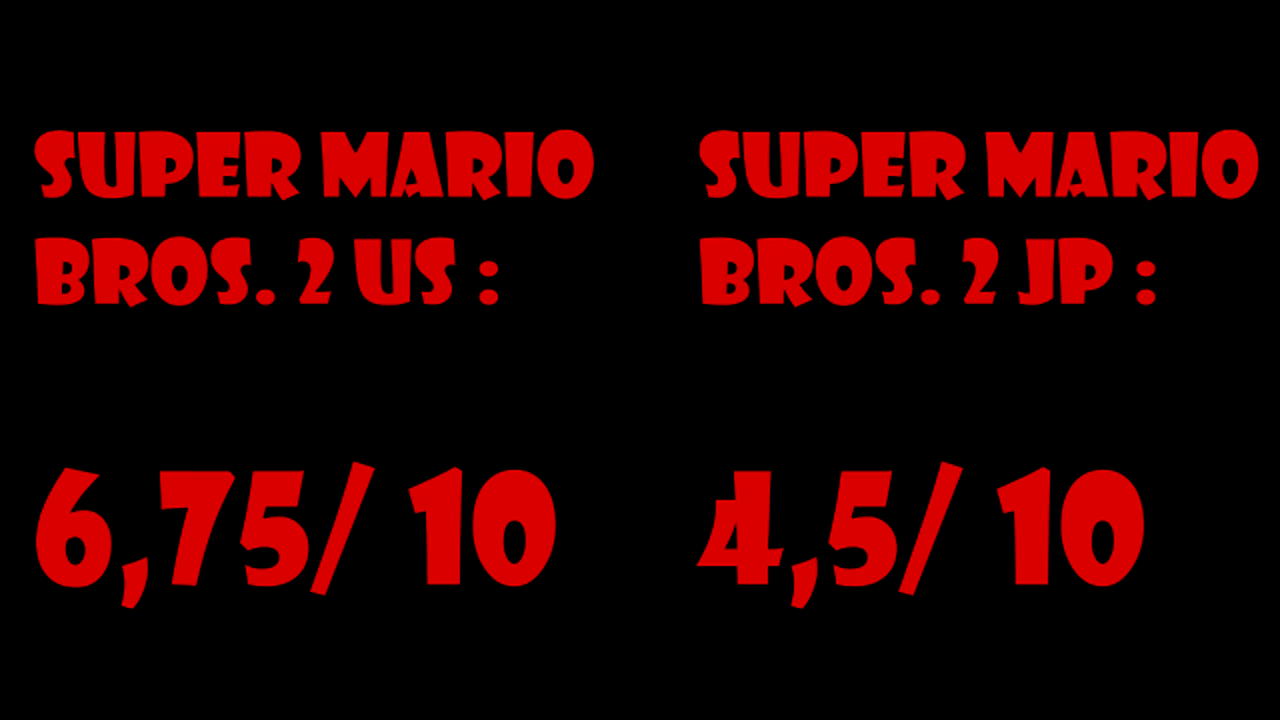 SUPER MARIO
BROS. 2 US :
6,75/ 10
SUPER MARIO
BROS. 2 JP :
4,5/ 10